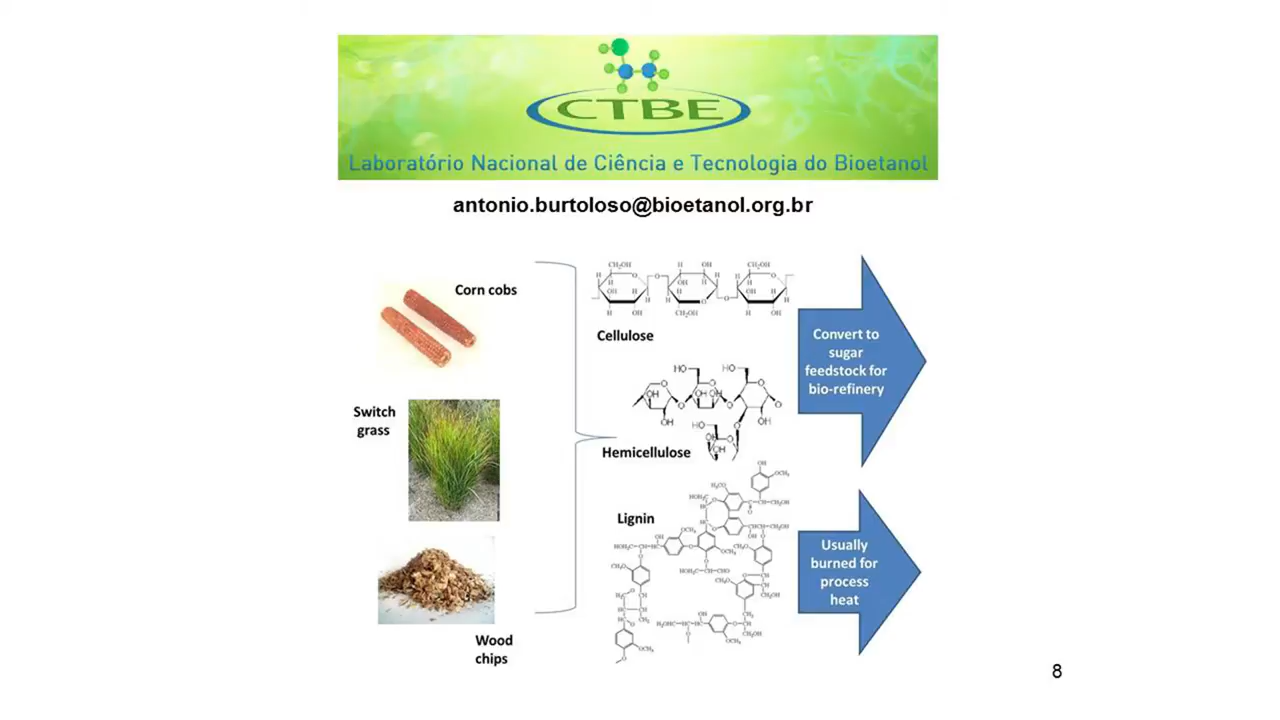 CTBE
Laboratório Nacional de Ciência e Tecnologia do Bioetanol
antonio.burtoloso@bioetanol.org.br
Corn cobs
Switch
grass
Wood
chips
Cellulose
Hemicellulose
Lignin
Convert to
sugar
feedstock for
bio-refinery
Usually
burned for
process
heat
8